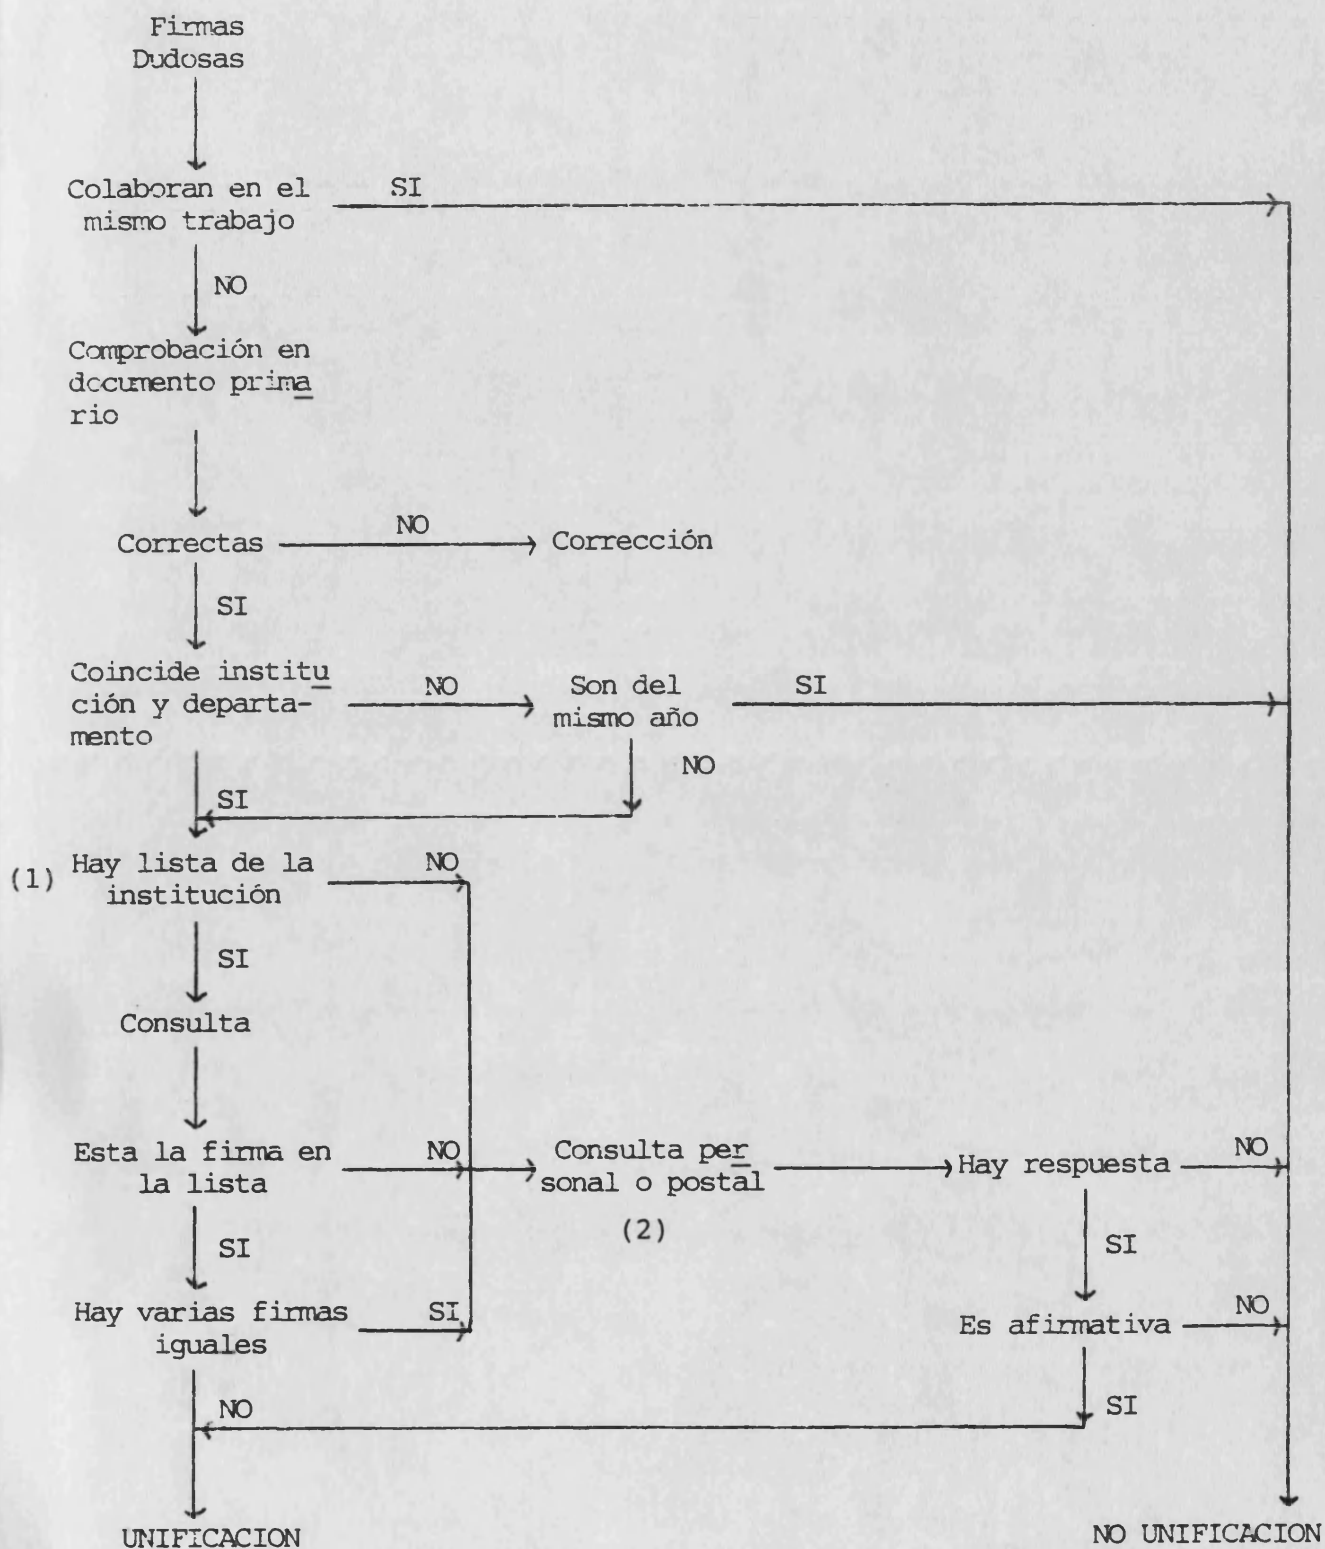 Firmas
Dudosas
Colaboran en el
mismo trabajo
SI
NO
Comprobación en
documento prima
rio
Correctas
NO
Corrección
SI
Coincide institu
ción y departa-
mento
NO
Son del
mismo año
SI
NO
SI
(1)
Hay lista de la
institución
NO
SI
Consulta
Esta la firma en
la lista
NO
Consulta per
sonal o postal
(2)
Hay respuesta
NO
SI
SI
Hay varias firmas
iguales
SI
Es afirmativa
NO
NO
SI
UNIFICACION
NO UNIFICACION